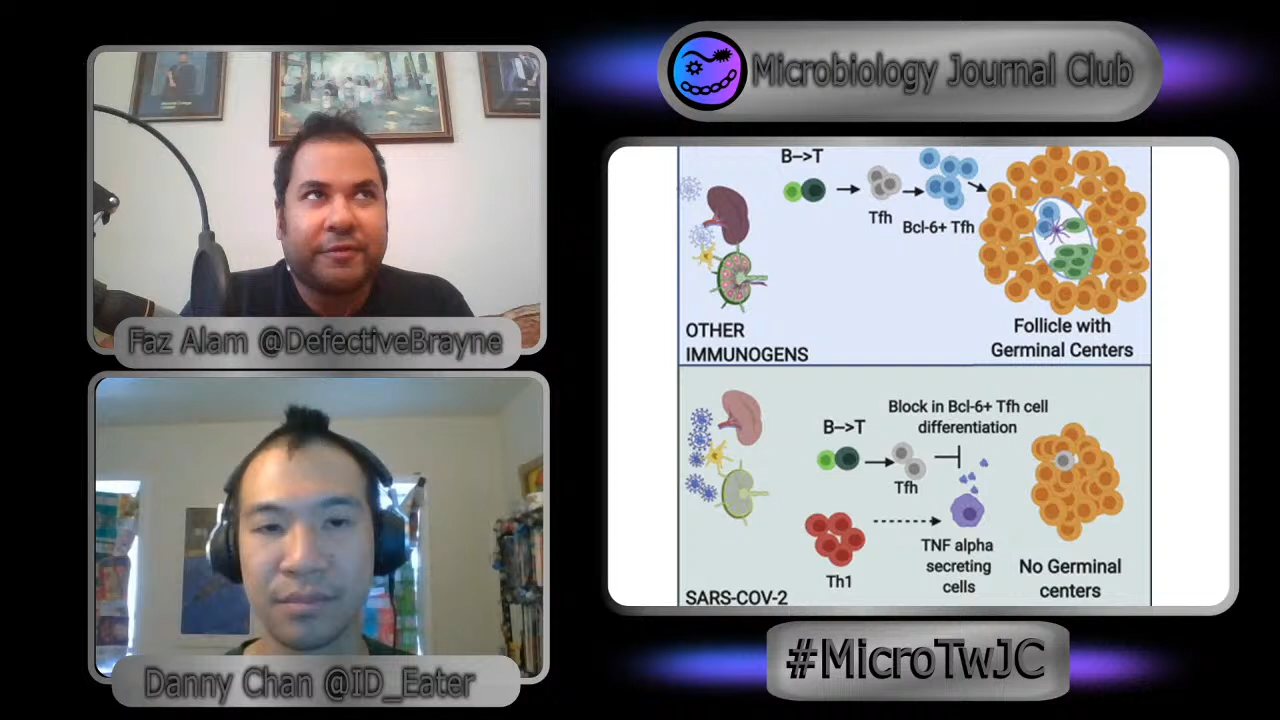 Microbiology Journal Club
Faz Alam @DefectiveBrayne
Danny Chan @ID_Eater
B–>T
Tfh
Bcl-6+ Tfh
OTHER
IMMUNOGENS
Follicle with
Germinal Centers
Block in Bcl-6+ Tfh cell
differentiation
B–>T
Tfh
Th1
TNF alpha
secreting
cells
No Germinal
centers
SARS-COV-2
#MicroTwJC